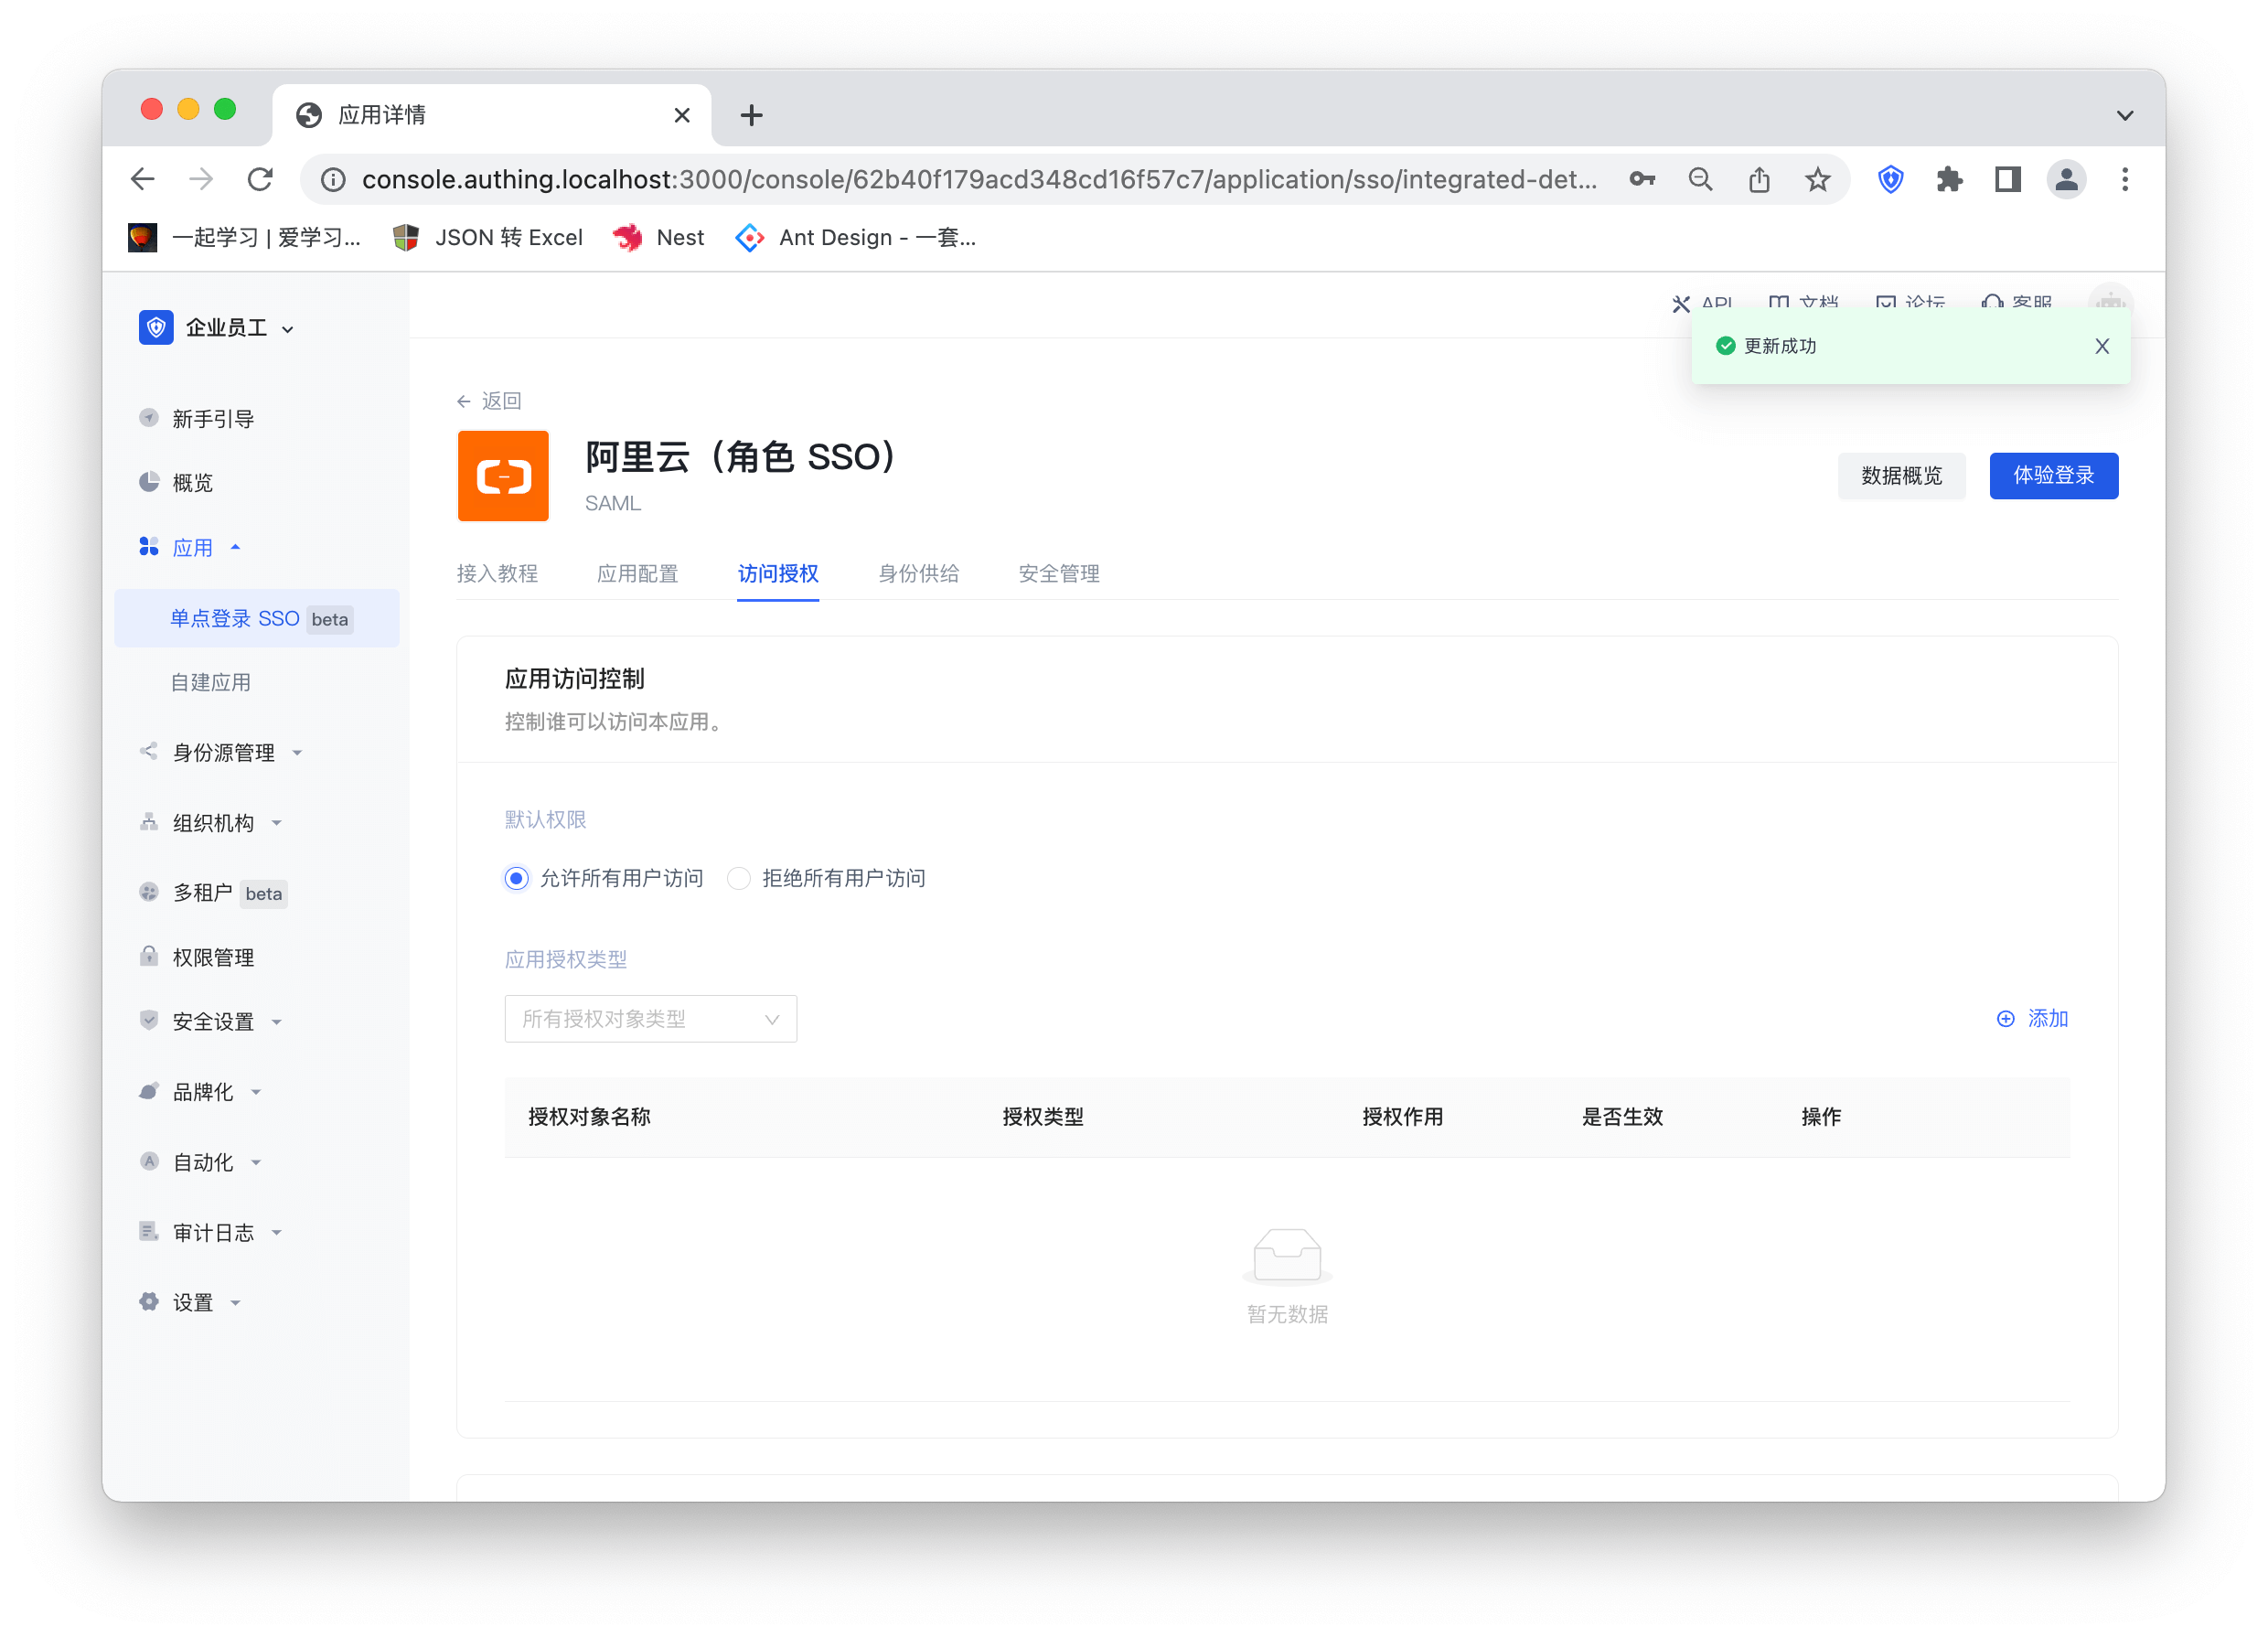 应用详情
console.authing.localhost:3000/console/62b40f179acd348cd16f57c7/application/sso/integrated-det...
一起学习 | 爱学习...
JSON 转 Excel
Nest
Ant Design - 一套...
企业员工
API
文档
论坛
客服
更新成功
新手引导
概览
应用
单点登录 SSO beta
自建应用
身份源管理
组织机构
多租户 beta
权限管理
安全设置
品牌化
自动化
审计日志
设置
返回
阿里云（角色 SSO）
SAML
数据概览
体验登录
接入教程
应用配置
访问授权
身份供给
安全管理
应用访问控制
控制谁可以访问本应用。
默认权限
允许所有用户访问
拒绝所有用户访问
应用授权类型
所有授权对象类型
添加
授权对象名称
授权类型
授权作用
是否生效
操作
暂无数据